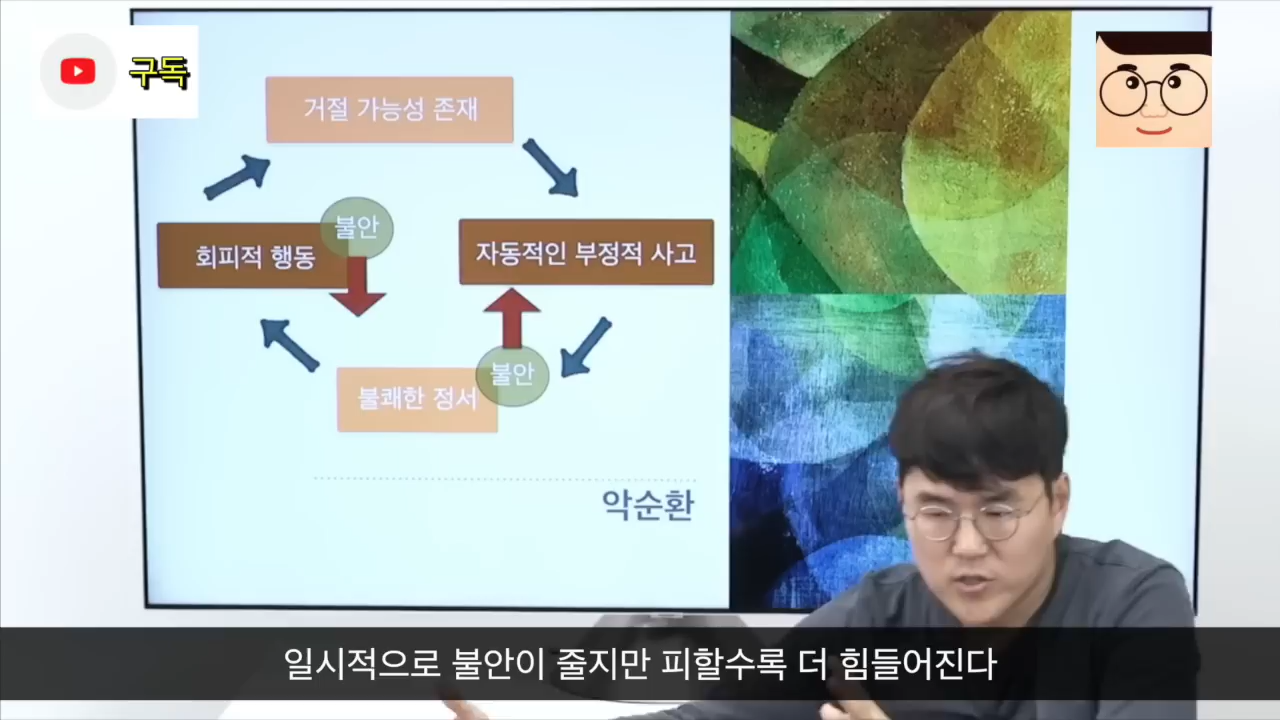 구독
거절 가능성 존재
불안
회피적 행동
자동적인 부정적 사고
불안
불쾌한 정서
악순환
일시적으로 불안이 줄지만 피할수록 더 힘들어진다